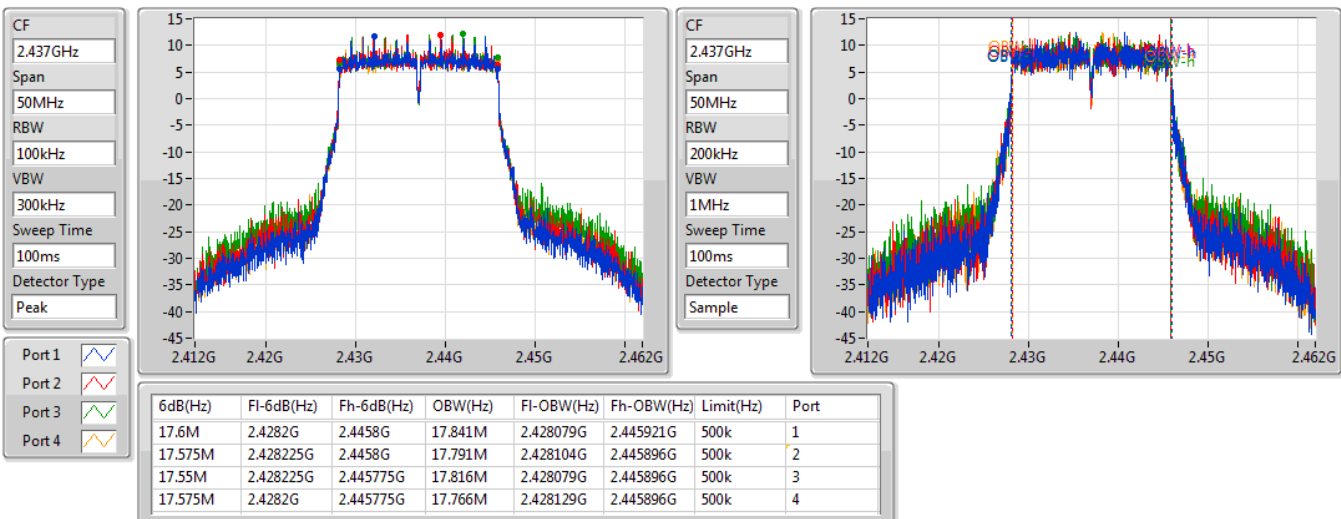 CF
2.437GHz
Span
50MHz
RBW
100kHz
VBW
300kHz
Sweep Time
100ms
Detector Type
Peak
15
10
5
0
-5
-10
-15
-20
-25
-30
-35
-40
-45
2.412G 2.42G 2.43G 2.44G 2.45G 2.462G
CF
2.437GHz
Span
50MHz
RBW
200kHz
VBW
1MHz
Sweep Time
100ms
Detector Type
Sample
15
10
5
0
-5
-10
-15
-20
-25
-30
-35
-40
-45
2.412G 2.42G 2.43G 2.44G 2.45G 2.462G
Port 1
Port 2
Port 3
Port 4
6dB(Hz) Fl-6dB(Hz) Fh-6dB(Hz) OBW(Hz) Fl-OBW(Hz) Fh-OBW(Hz) Limit(Hz) Port
17.6M 2.4282G 2.4458G 17.841M 2.428079G 2.445921G 500k 1
17.575M 2.428225G 2.4458G 17.791M 2.428104G 2.445896G 500k 2
17.55M 2.428225G 2.445775G 17.816M 2.428079G 2.445896G 500k 3
17.575M 2.4282G 2.445775G 17.766M 2.428129G 2.445896G 500k 4